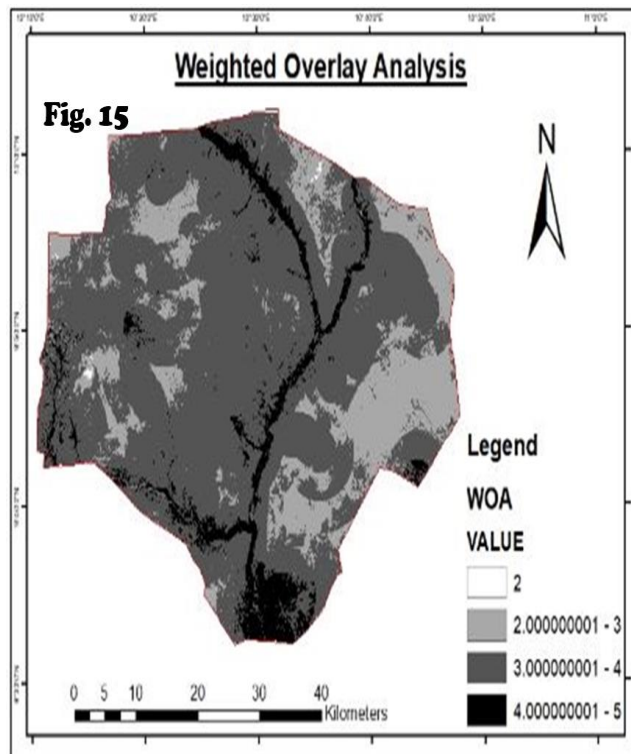 Weighted Overlay Analysis
Fig. 15
N
Legend
WOA
VALUE
2
2.000000001 - 3
3.000000001 - 4
4.000000001 - 5
0 5 10 20 30 40
Kilometers